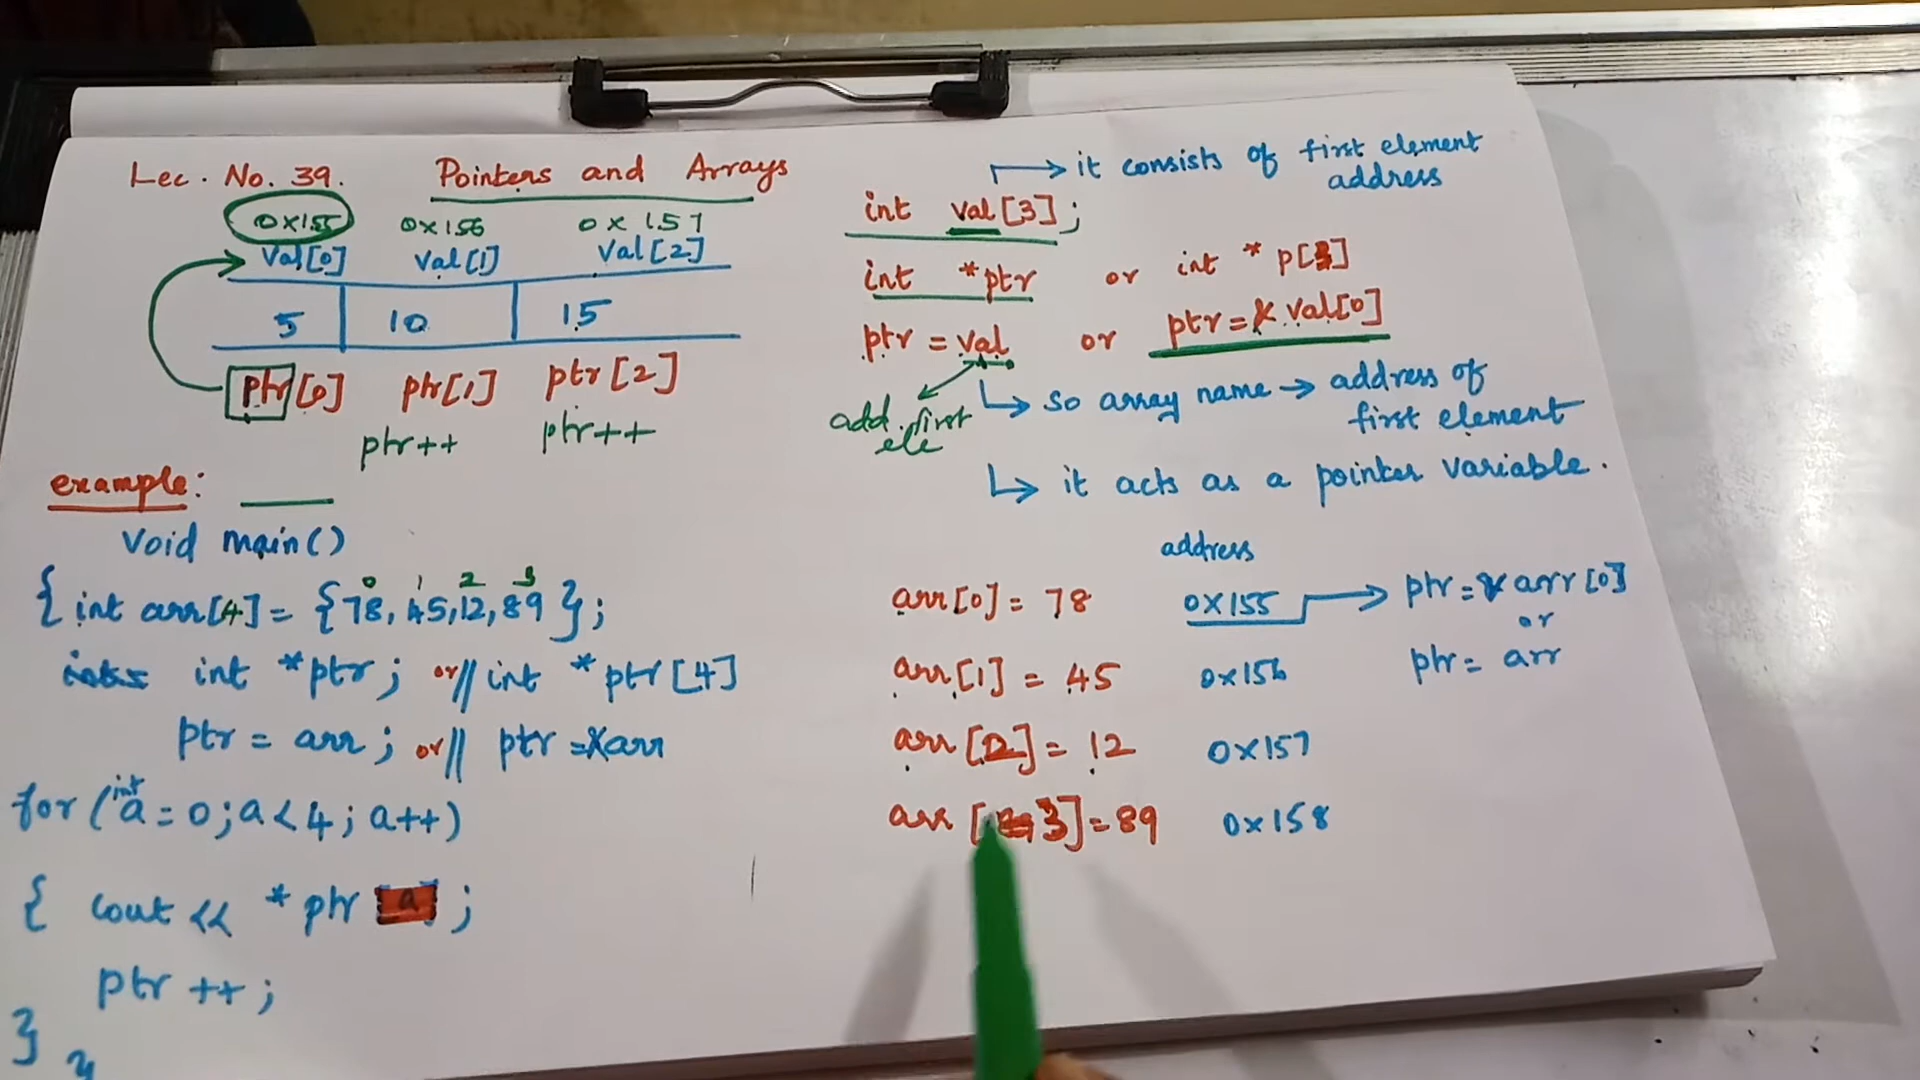 Lec. No. 39. Pointers and Arrays
0x155 0x156 0x157
Val[0] Val[1] Val[2]
5 10 15
ptr[0] ptr[1] ptr[2]
ptr++ ptr++
example:
Void main()
0 1 2 3
{ int arr[4] = {78, 45, 12, 89};
int *ptr; or// int *ptr[4]
ptr = arr; or// ptr = &arr
for (int a = 0; a < 4; a++)
{ cout << *ptr ;
ptr ++;
}
int val[3]; → it consists of first element
address
int *ptr or int *p[3]
ptr = val or ptr = & val[0]
add. first
ele
↳ so array name → address of
first element
↳ it acts as a pointer variable.
address
arr[0] = 78 0x155 → ptr = & arr[0]
or
arr[1] = 45 0x156 ptr = arr
arr[2] = 12 0x157
arr[3] = 89 0x158